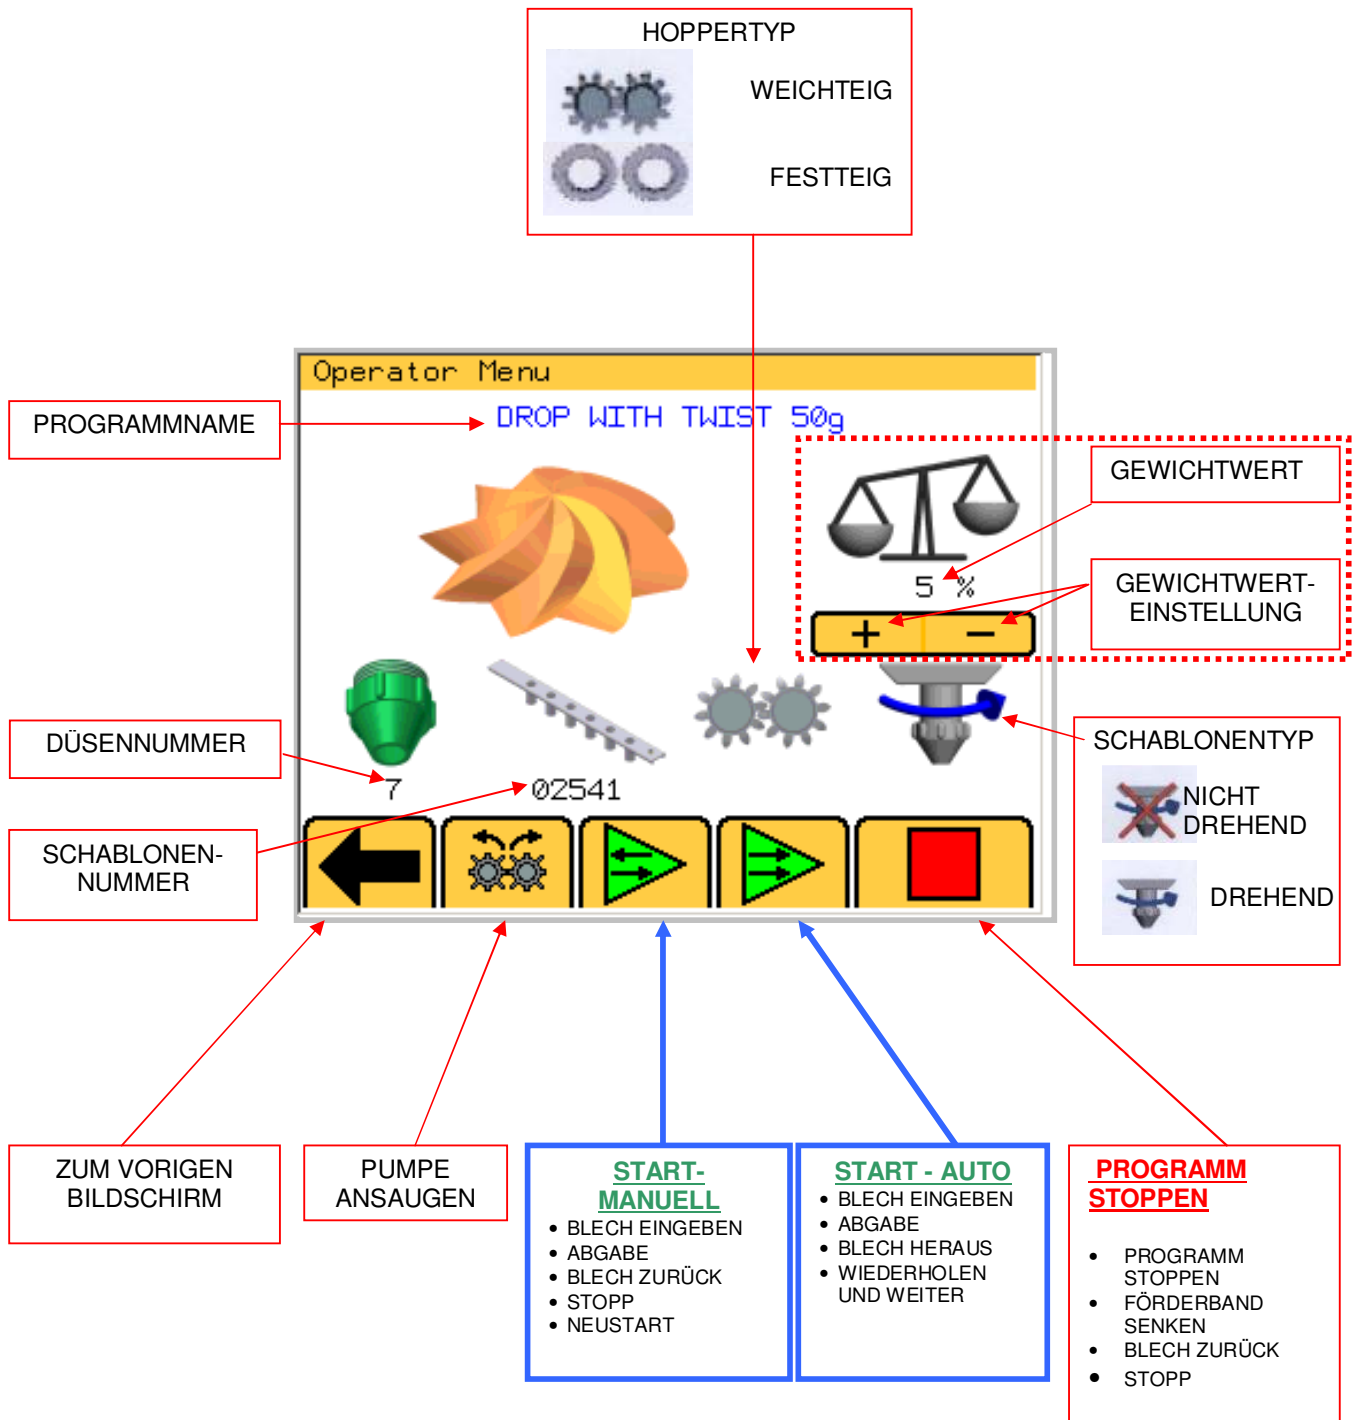 HOPPERTYP
WEICHTEIG
FESTTEIG
Operator Menu
DROP WITH TWIST 50g
PROGRAMMNAME
GEWICHTWERT
5 %
GEWICHTWERT-
EINSTELLUNG
+ −
DÜSENNUMMER
7
02541
SCHABLONEN-
NUMMER
SCHABLONENTYP
NICHT
DREHEND
DREHEND
ZUM VORIGEN
BILDSCHIRM
PUMPE
ANSAUGEN
START-
MANUELL
• BLECH EINGEBEN
• ABGABE
• BLECH ZURÜCK
• STOPP
• NEUSTART
START - AUTO
• BLECH EINGEBEN
• ABGABE
• BLECH HERAUS
• WIEDERHOLEN
UND WEITER
PROGRAMM
STOPPEN
• PROGRAMM
STOPPEN
• FÖRDERBAND
SENKEN
• BLECH ZURÜCK
• STOPP